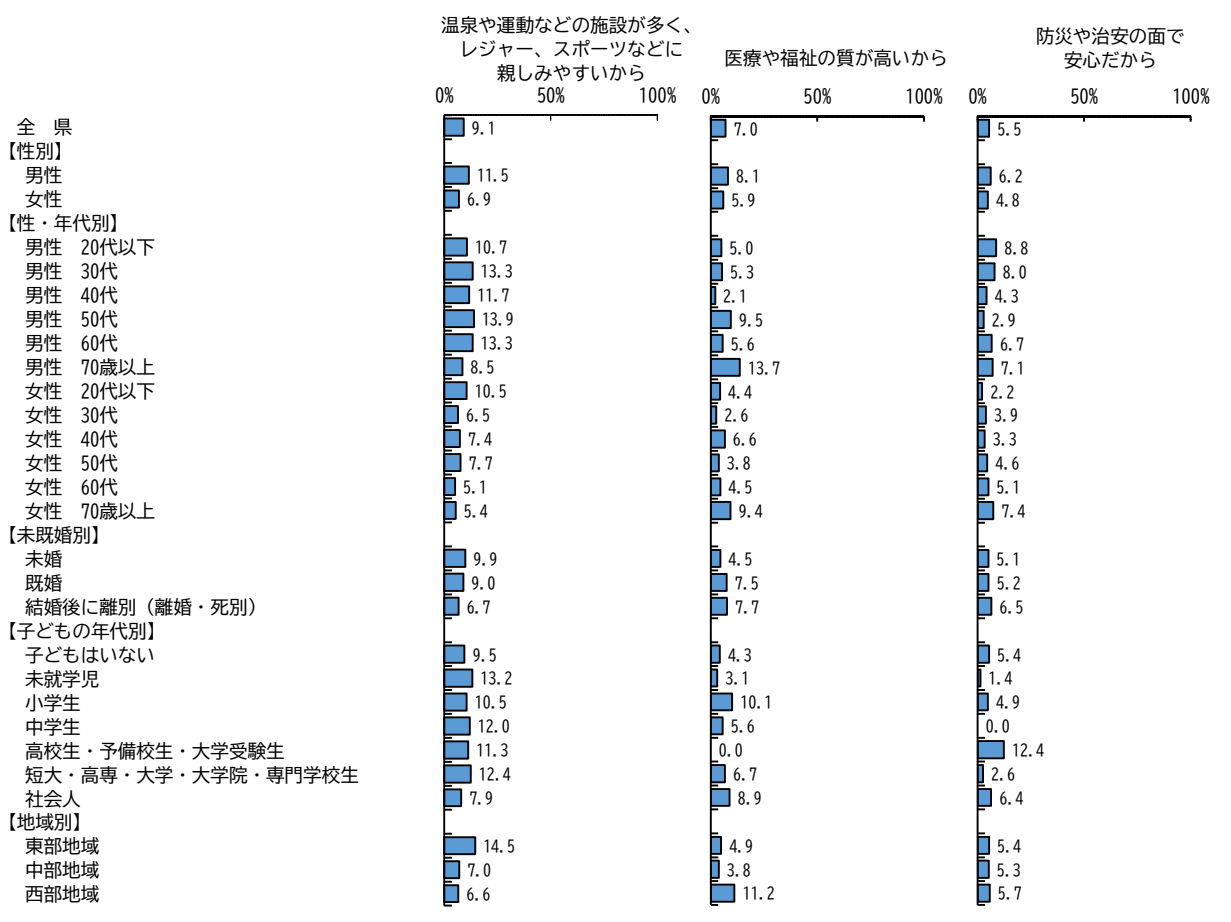 温泉や運動などの施設が多く、
レジャー、スポーツなどに
親しみやすいから
医療や福祉の質が高いから
防災や治安の面で
安心だから
0% 50% 100% 0% 50% 100% 0% 50% 100%
全　県 9.1 7.0 5.5
【性別】
男性 11.5 8.1 6.2
女性 6.9 5.9 4.8
【性・年代別】
男性　20代以下 10.7 5.0 8.8
男性　30代 13.3 5.3 8.0
男性　40代 11.7 2.1 4.3
男性　50代 13.9 9.5 2.9
男性　60代 13.3 5.6 6.7
男性　70歳以上 8.5 13.7 7.1
女性　20代以下 10.5 4.4 2.2
女性　30代 6.5 2.6 3.9
女性　40代 7.4 6.6 3.3
女性　50代 7.7 3.8 4.6
女性　60代 5.1 4.5 5.1
女性　70歳以上 5.4 9.4 7.4
【未既婚別】
未婚 9.9 4.5 5.1
既婚 9.0 7.5 5.2
結婚後に離別（離婚・死別） 6.7 7.7 6.5
【子どもの年代別】
子どもはいない 9.5 4.3 5.4
未就学児 13.2 3.1 1.4
小学生 10.5 10.1 4.9
中学生 12.0 5.6 0.0
高校生・予備校生・大学受験生 11.3 0.0 12.4
短大・高専・大学・大学院・専門学校生 12.4 6.7 2.6
社会人 7.9 8.9 6.4
【地域別】
東部地域 14.5 4.9 5.4
中部地域 7.0 3.8 5.3
西部地域 6.6 11.2 5.7